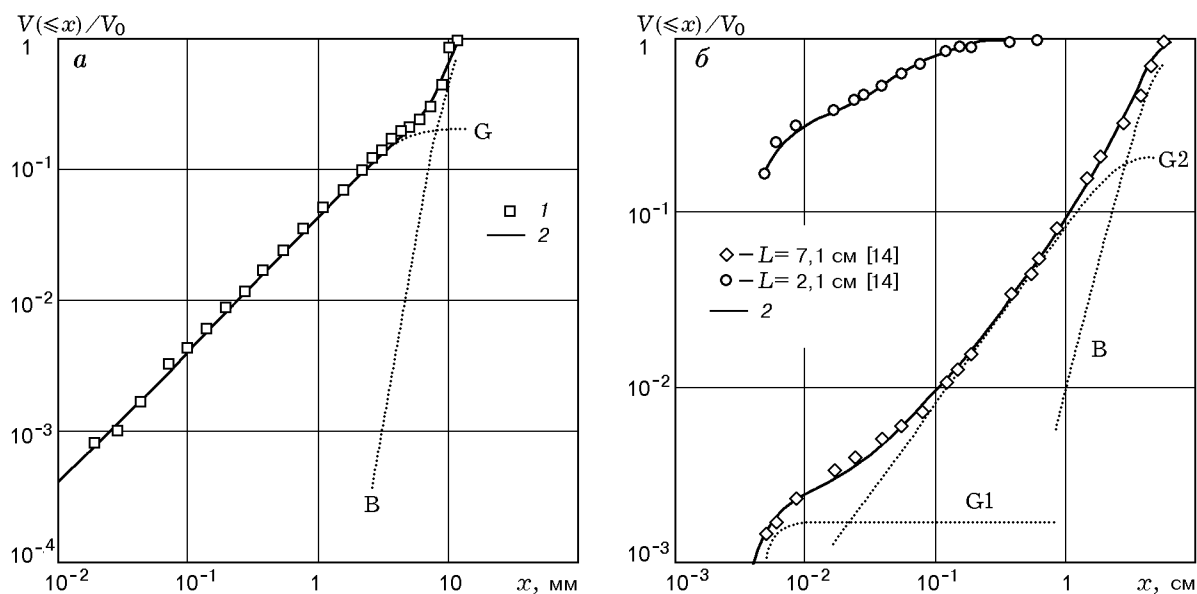 V(⩽x)/V₀
а
1
10⁻¹
10⁻²
10⁻³
10⁻⁴
G
1
2
B
10⁻² 10⁻¹ 1 10 x, мм
V(⩽x)/V₀
б
1
10⁻¹
10⁻²
10⁻³
G2
– L = 7,1 см [14]
– L = 2,1 см [14]
2
B
G1
10⁻³ 10⁻² 10⁻¹ 1 x, см